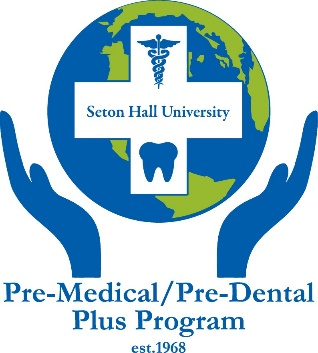 Seton Hall University
Pre-Medical/Pre-Dental
Plus Program
est.1968